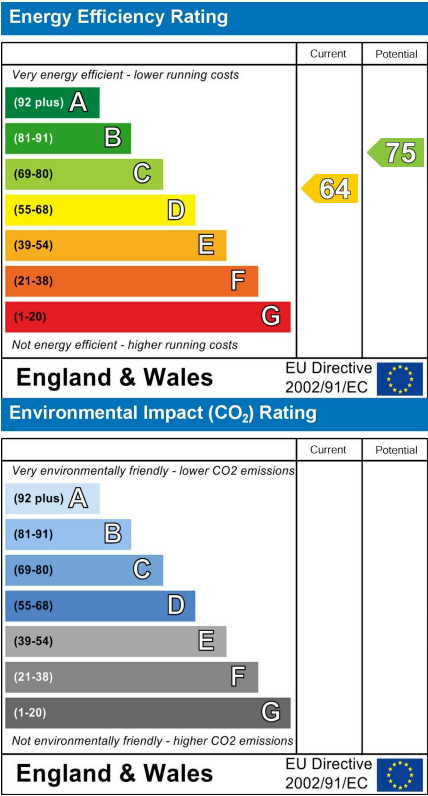 Energy Efficiency Rating
Current Potential
Very energy efficient - lower running costs
(92 plus) A
(81-91) B
(69-80) C
(55-68) D
(39-54) E
(21-38) F
(1-20) G
64
75
Not energy efficient - higher running costs
England & Wales
EU Directive
2002/91/EC
Environmental Impact (CO₂) Rating
Current Potential
Very environmentally friendly - lower CO2 emissions
(92 plus) A
(81-91) B
(69-80) C
(55-68) D
(39-54) E
(21-38) F
(1-20) G
Not environmentally friendly - higher CO2 emissions
England & Wales
EU Directive
2002/91/EC